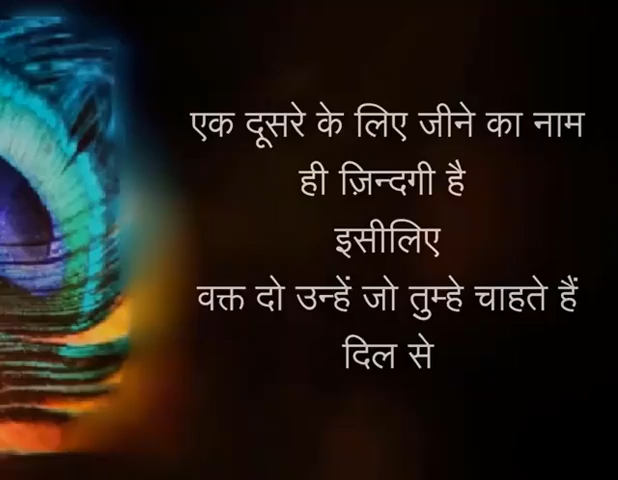 एक दूसरे के लिए जीने का नाम
ही ज़िन्दगी है
इसीलिए
वक्त दो उन्हें जो तुम्हे चाहते हैं
दिल से